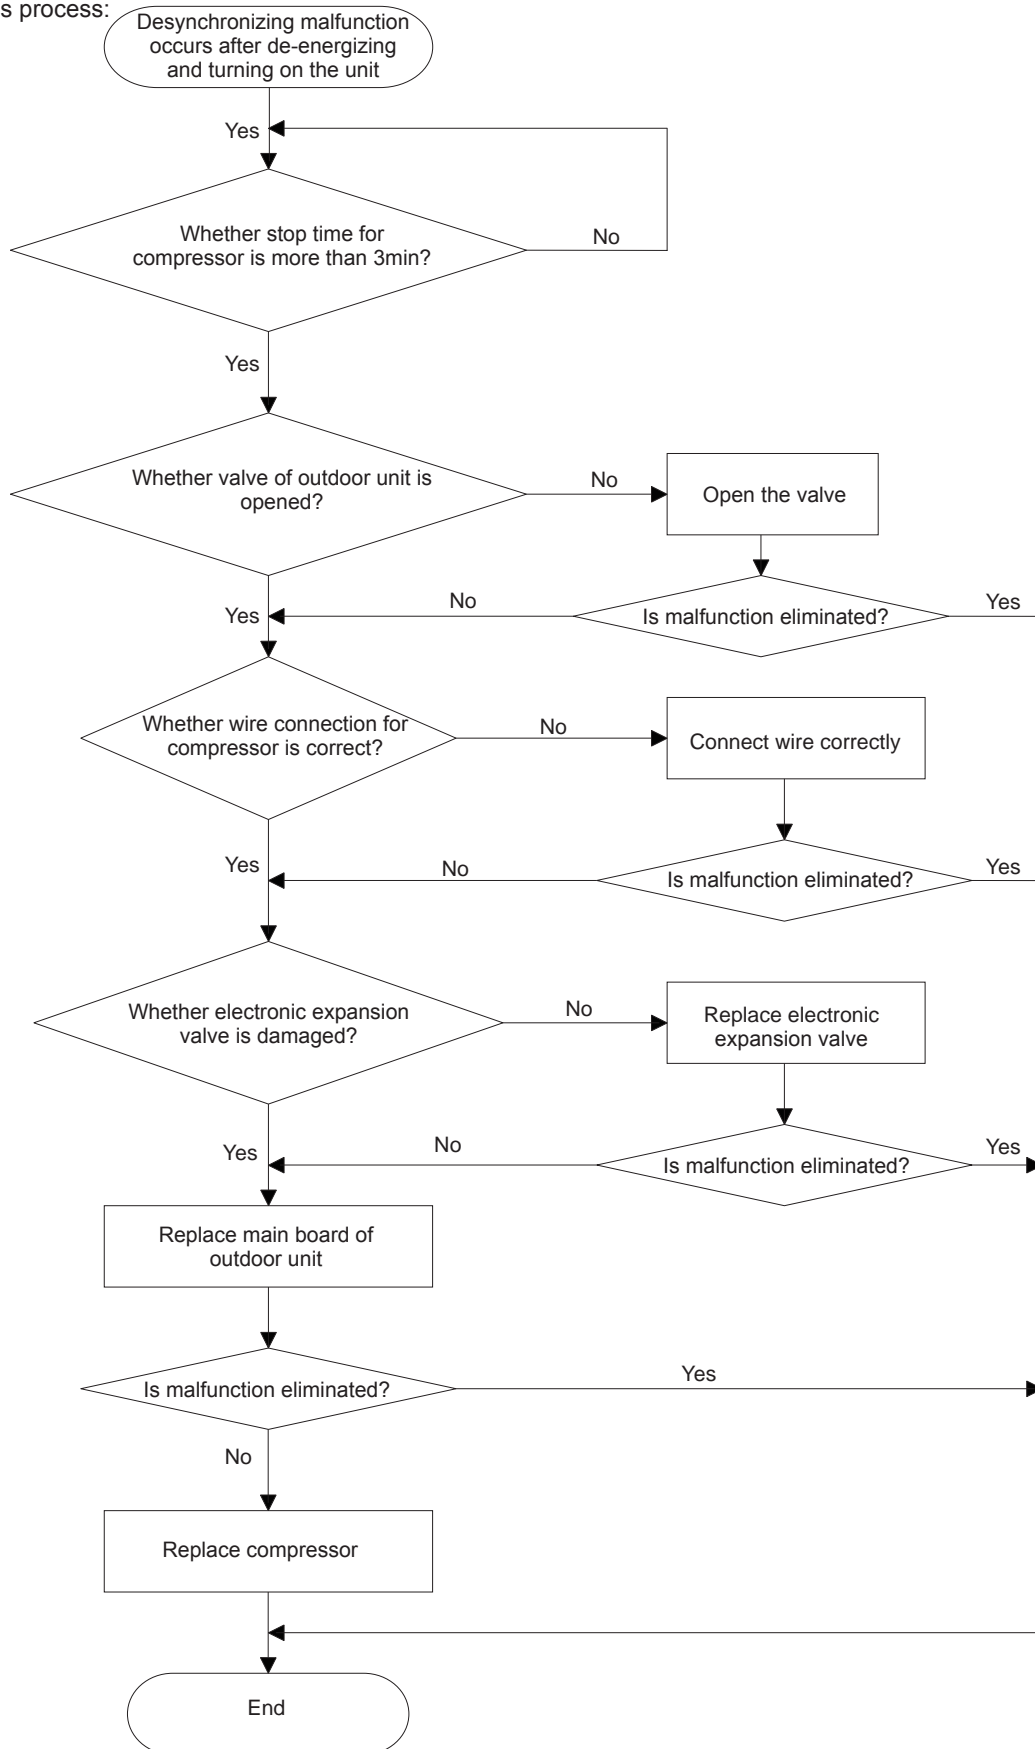 s process:
Desynchronizing malfunction
occurs after de-energizing
and turning on the unit
Yes
Whether stop time for
compressor is more than 3min?
No
Yes
Whether valve of outdoor unit is
opened?
No
Open the valve
Yes
No
Is malfunction eliminated?
Yes
Whether wire connection for
compressor is correct?
No
Connect wire correctly
Yes
No
Is malfunction eliminated?
Yes
Whether electronic expansion
valve is damaged?
No
Replace electronic
expansion valve
Yes
No
Is malfunction eliminated?
Yes
Replace main board of
outdoor unit
Is malfunction eliminated?
Yes
No
Replace compressor
End